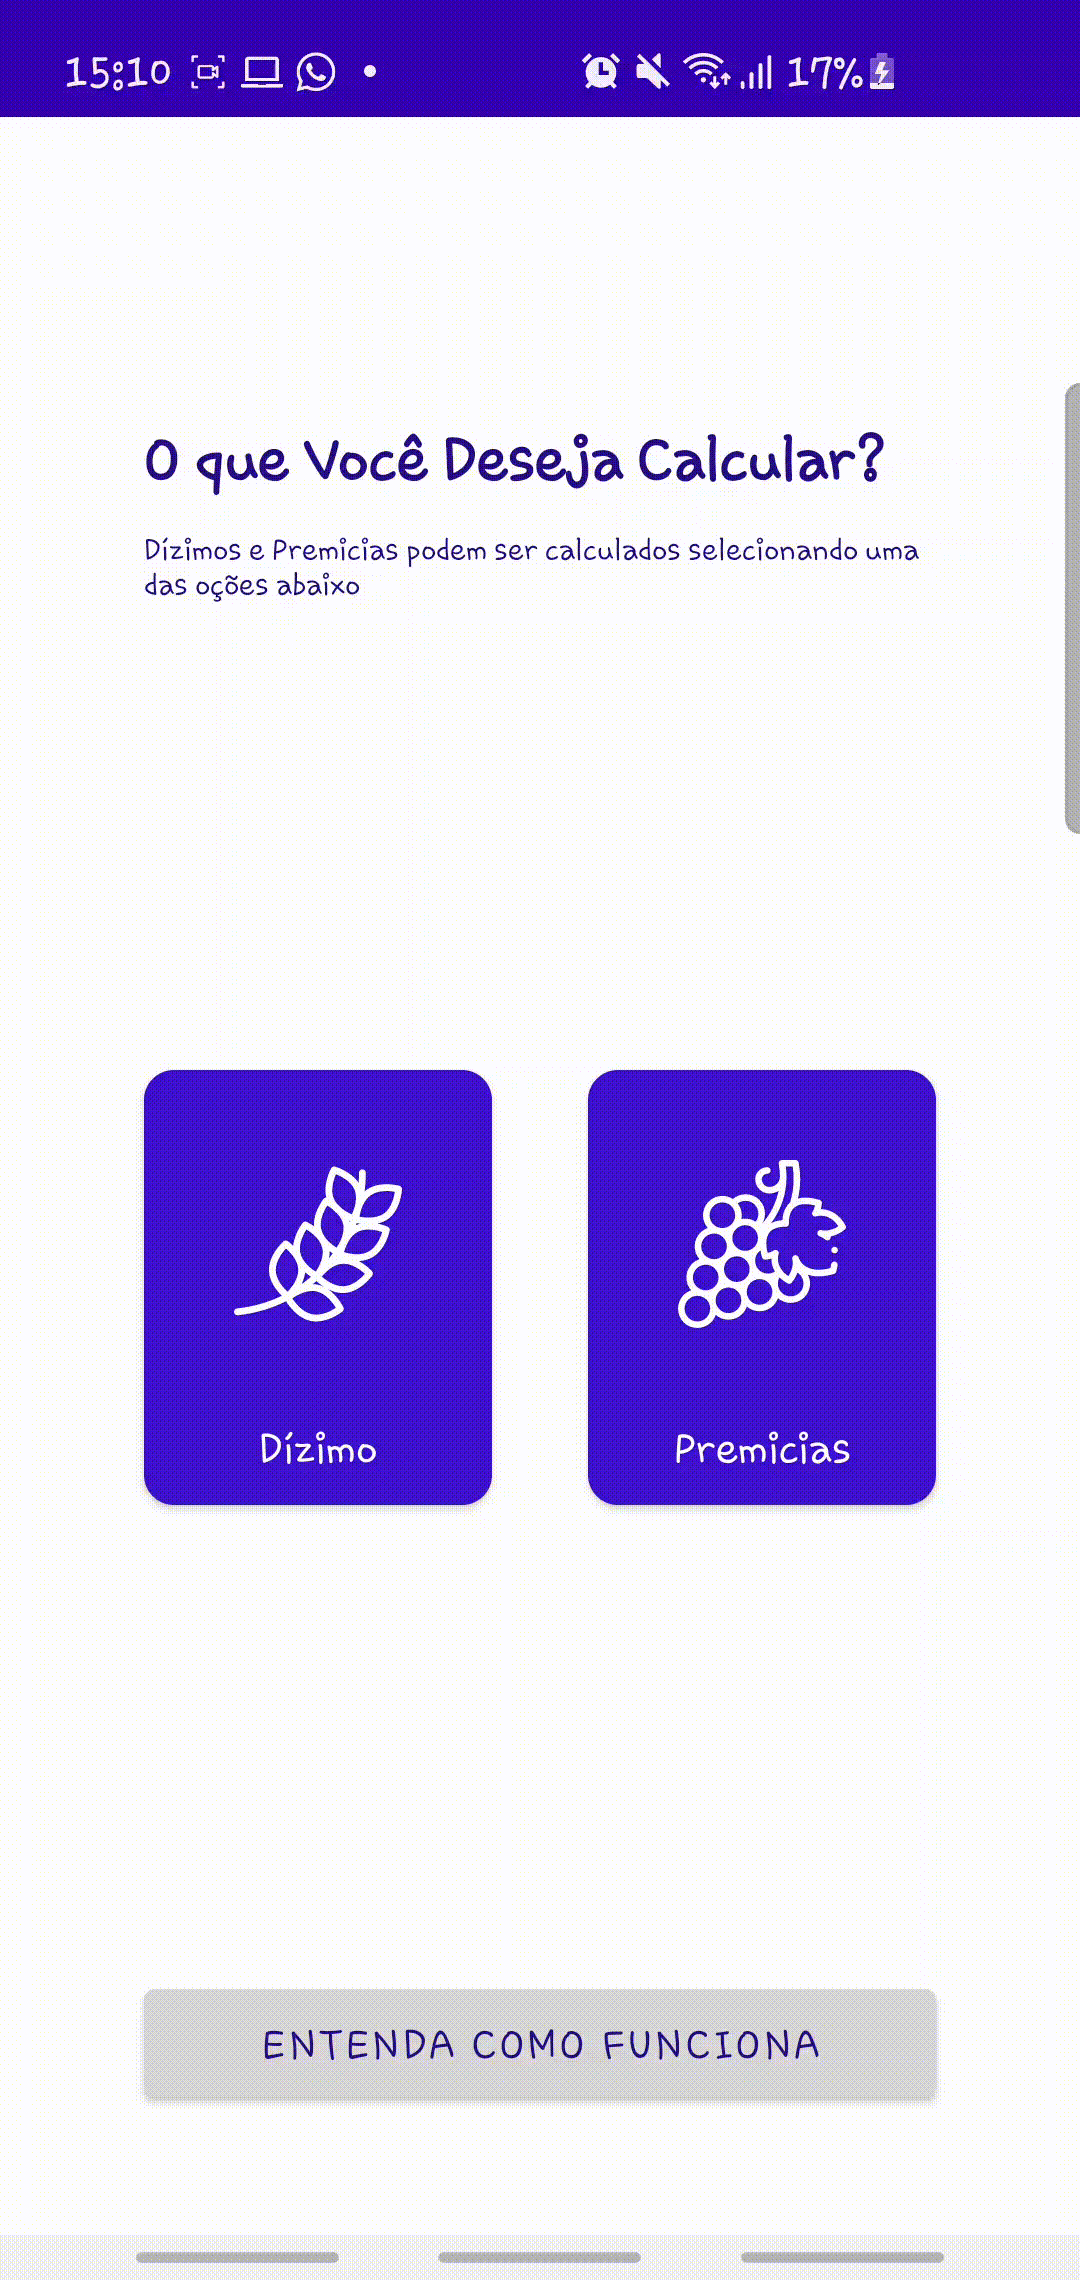 15:10
17%
O que Você Deseja Calcular?
Dízimos e Premicias podem ser calculados selecionando uma
das oções abaixo
Dízimo
Premicias
ENTENDA COMO FUNCIONA